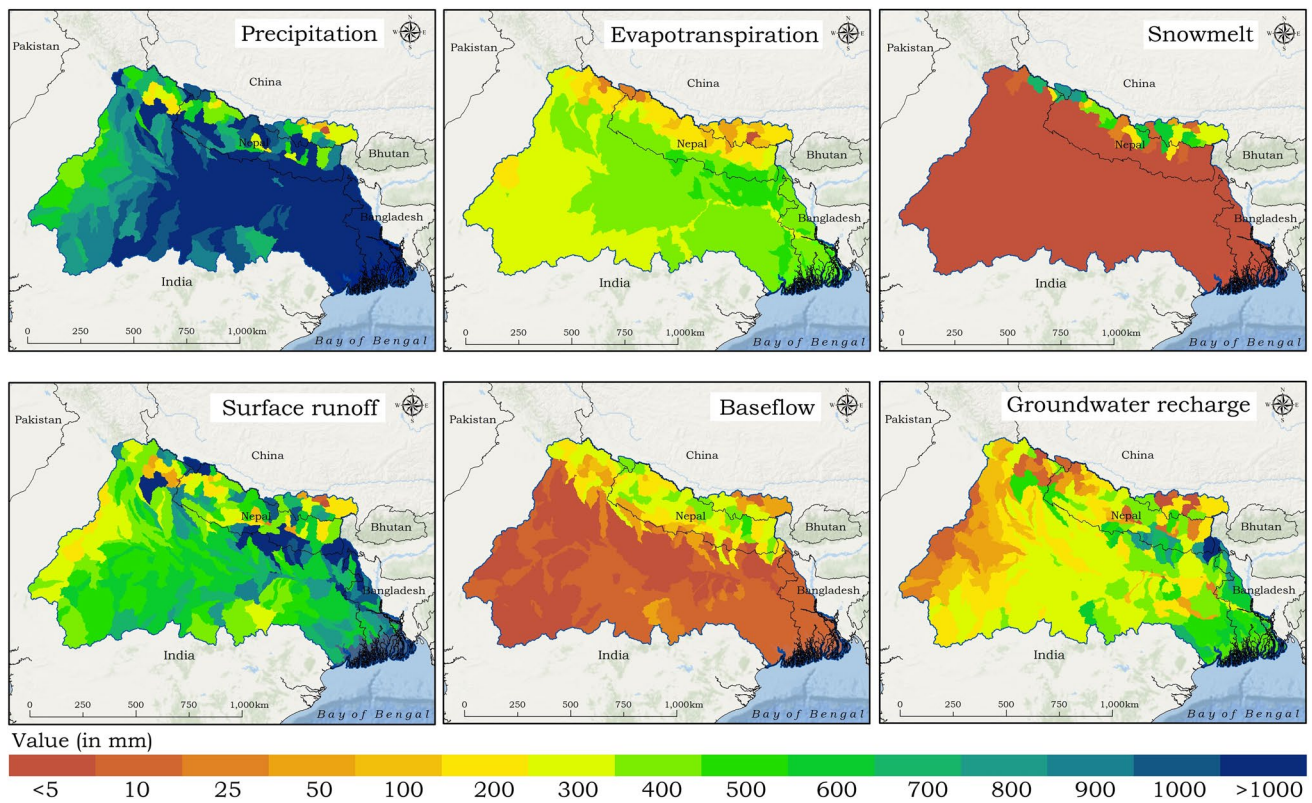 Precipitation
N
W E
S
Pakistan
China
Nepal
Bhutan
Bangladesh
India
0 250 500 750 1,000km
Bay of Bengal
Evapotranspiration
N
W E
S
Pakistan
China
Nepal
Bhutan
Bangladesh
India
0 250 500 750 1,000km
Bay of Bengal
Snowmelt
N
W E
S
Pakistan
China
Nepal
Bhutan
Bangladesh
India
0 250 500 750 1,000km
Bay of Bengal
Surface runoff
N
W E
S
Pakistan
China
Nepal
Bhutan
Bangladesh
India
0 250 500 750 1,000km
Bay of Bengal
Baseflow
N
W E
S
Pakistan
China
Nepal
Bhutan
Bangladesh
India
0 250 500 750 1,000km
Bay of Bengal
Groundwater recharge
N
W E
S
Pakistan
China
Nepal
Bhutan
Bangladesh
India
0 250 500 750 1,000km
Bay of Bengal
Value (in mm)
<5 10 25 50 100 200 300 400 500 600 700 800 900 1000 >1000